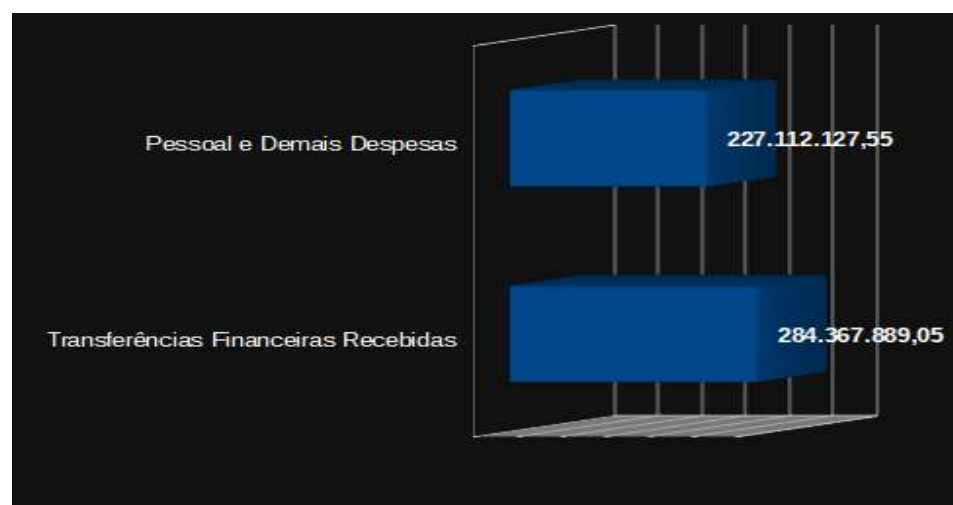 Pessoal e Demais Despesas
227.112.127,55
Transferências Financeiras Recebidas
284.367.889,05